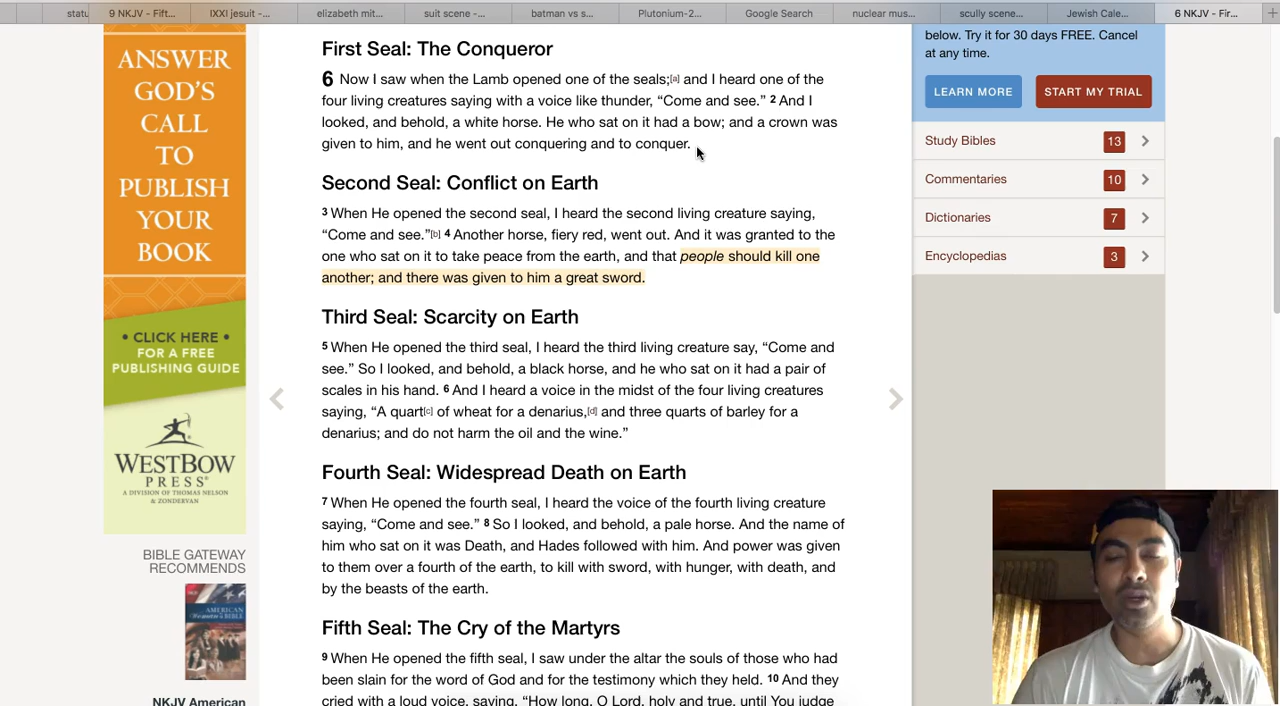 statu
9 NKJV - Fift...
IXXI jesuit -...
elizabeth mit...
suit scene -...
batman vs s...
Plutonium-2...
Google Search
nuclear mus...
scully scene...
Jewish Cale...
6 NKJV - Fir...
ANSWER
GOD'S
CALL
TO
PUBLISH
YOUR
BOOK
• CLICK HERE •
FOR A FREE
PUBLISHING GUIDE
WESTBOW
PRESS®
A DIVISION OF THOMAS NELSON
& ZONDERVAN
BIBLE GATEWAY
RECOMMENDS
NKJV American
First Seal: The Conqueror
6 Now I saw when the Lamb opened one of the seals;[a] and I heard one of the
four living creatures saying with a voice like thunder, “Come and see.” 2 And I
looked, and behold, a white horse. He who sat on it had a bow; and a crown was
given to him, and he went out conquering and to conquer.
Second Seal: Conflict on Earth
3 When He opened the second seal, I heard the second living creature saying,
“Come and see.”[b] 4 Another horse, fiery red, went out. And it was granted to the
one who sat on it to take peace from the earth, and that people should kill one
another; and there was given to him a great sword.
Third Seal: Scarcity on Earth
5 When He opened the third seal, I heard the third living creature say, “Come and
see.” So I looked, and behold, a black horse, and he who sat on it had a pair of
scales in his hand. 6 And I heard a voice in the midst of the four living creatures
saying, “A quart[c] of wheat for a denarius,[d] and three quarts of barley for a
denarius; and do not harm the oil and the wine.”
Fourth Seal: Widespread Death on Earth
7 When He opened the fourth seal, I heard the voice of the fourth living creature
saying, “Come and see.” 8 So I looked, and behold, a pale horse. And the name of
him who sat on it was Death, and Hades followed with him. And power was given
to them over a fourth of the earth, to kill with sword, with hunger, with death, and
by the beasts of the earth.
Fifth Seal: The Cry of the Martyrs
9 When He opened the fifth seal, I saw under the altar the souls of those who had
been slain for the word of God and for the testimony which they held. 10 And they
cried with a loud voice, saying, “How long, O Lord, holy and true, until You judge
below. Try it for 30 days FREE. Cancel
at any time.
LEARN MORE
START MY TRIAL
Study Bibles 13
Commentaries 10
Dictionaries 7
Encyclopedias 3